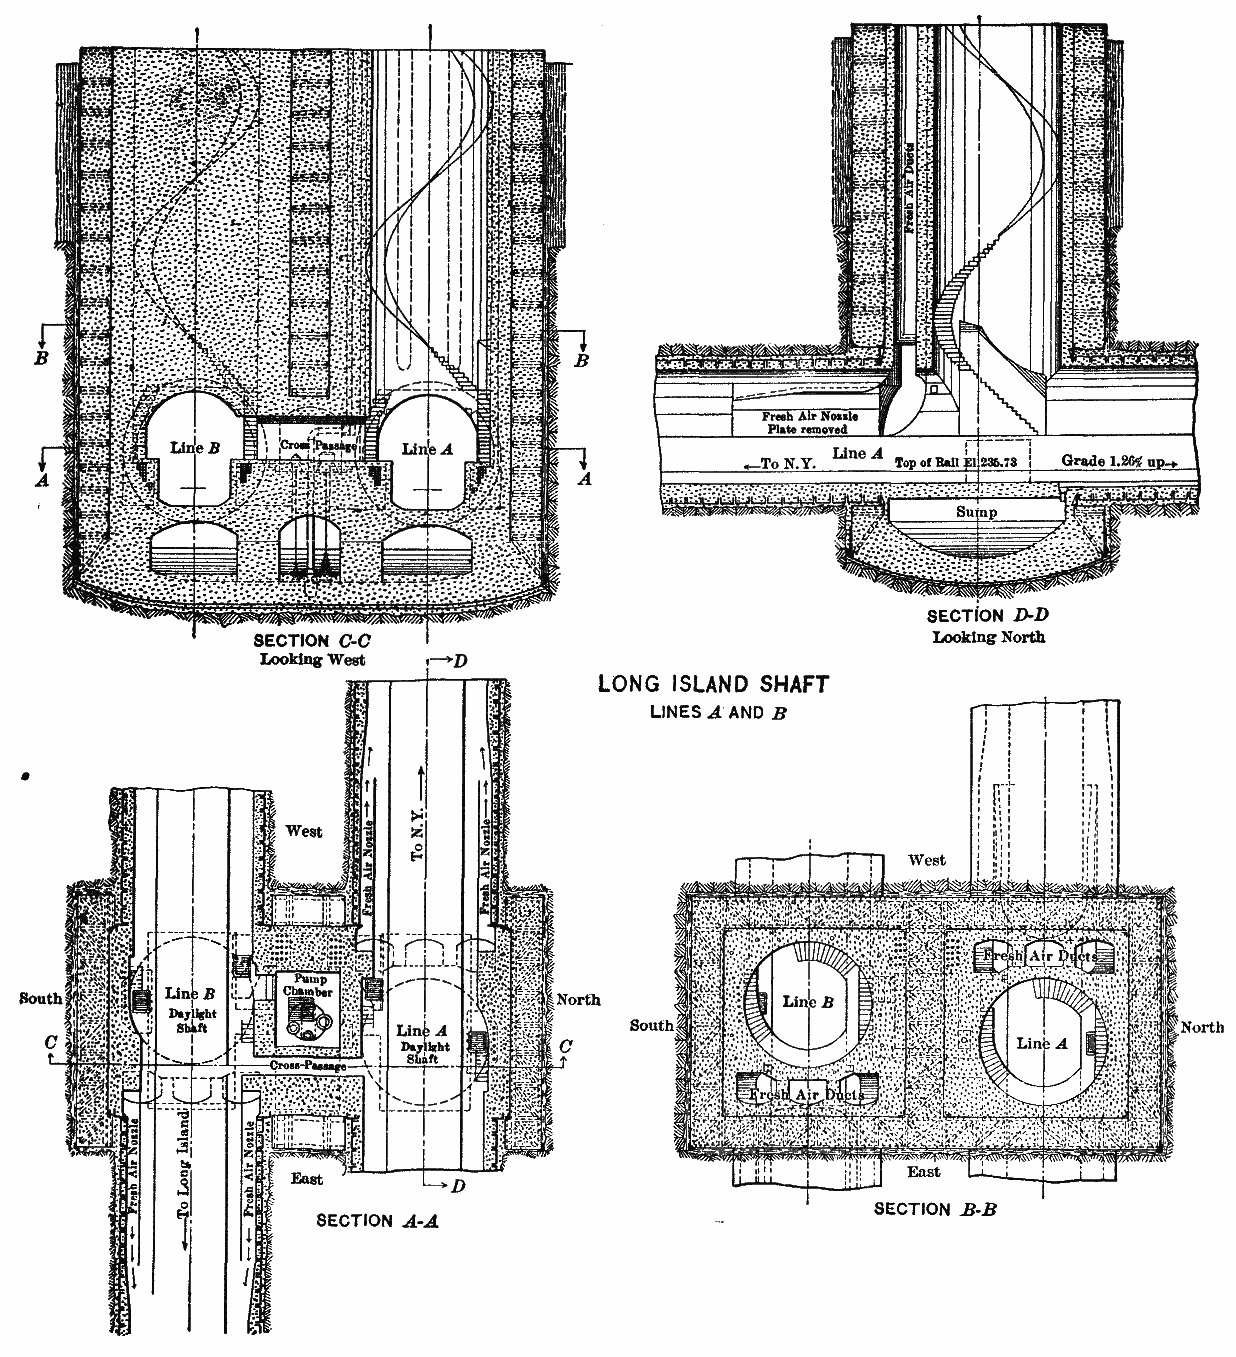 B
B
A
A
Line B
Cross Passage
Line A
SECTION C-C
Looking West
Fresh Air Duct
Fresh Air Nozzle
Plate removed
Line A
←To N.Y.
Top of Rail El.235.73
Grade 1.26% up→
Sump
SECTION D-D
Looking North
LONG ISLAND SHAFT
LINES A AND B
D
West
To N.Y.
Fresh Air Nozzle
Fresh Air Nozzle
South
North
Line B
Daylight
Shaft
Pump
Chamber
Line A
Daylight
Shaft
C
C
Cross-Passage
Fresh Air Nozzle
To Long Island
Fresh Air Nozzle
East
D
SECTION A-A
West
Fresh Air Ducts
Line B
Line A
South
North
Fresh Air Ducts
East
SECTION B-B